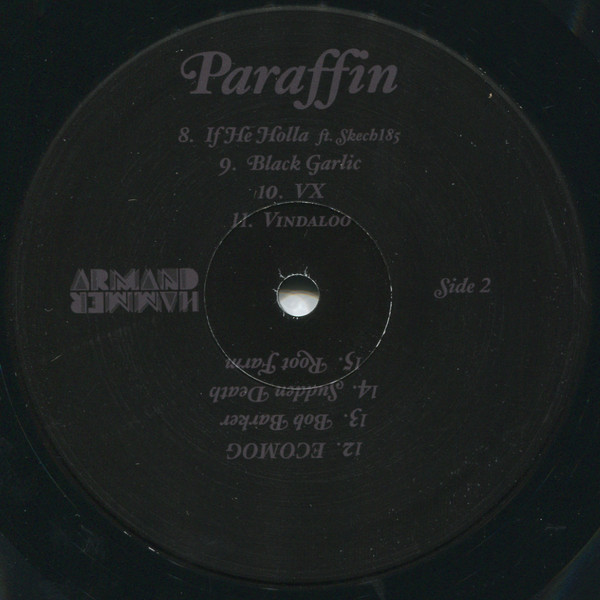 Paraffin
8. If He Holla ft. Skech185
9. Black Garlic
10. VX
11. Vindaloo
ARMAND
HAMMER
Side 2
12. ECOMOG
13. Bob Barker
14. Sudden Death
15. Root Farm